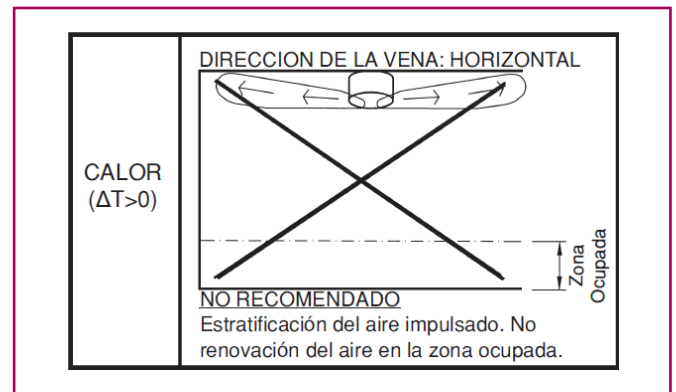 DIRECCION DE LA VENA: HORIZONTAL
CALOR
(ΔT>0)
Zona
Ocupada
NO RECOMENDADO
Estratificación del aire impulsado. No
renovación del aire en la zona ocupada.